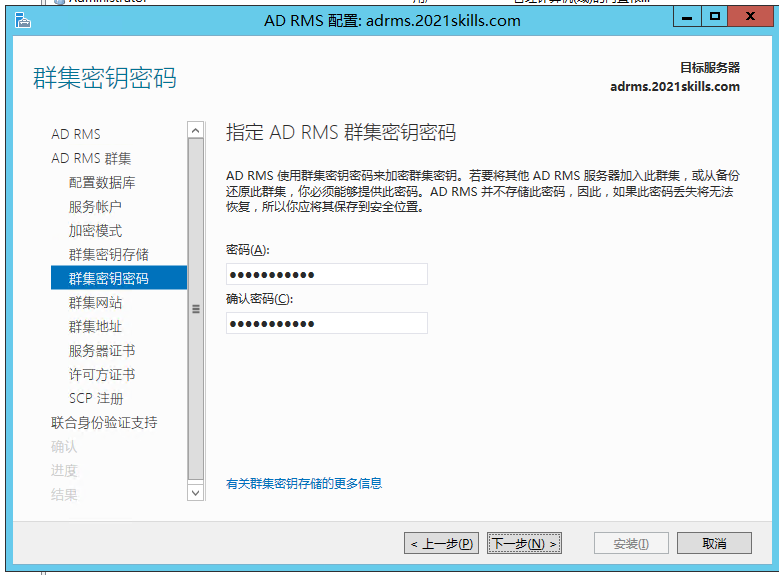 AD RMS 配置: adrms.2021skills.com
群集密钥密码
目标服务器
adrms.2021skills.com
AD RMS
AD RMS 群集
配置数据库
服务帐户
加密模式
群集密钥存储
群集密钥密码
群集网站
群集地址
服务器证书
许可方证书
SCP 注册
联合身份验证支持
确认
进度
结果
指定 AD RMS 群集密钥密码
AD RMS 使用群集密钥密码来加密群集密钥。若要将其他 AD RMS 服务器加入此群集，或从备份
还原此群集，你必须能够提供此密码。AD RMS 并不存储此密码，因此，如果此密码丢失将无法
恢复，所以你应将其保存到安全位置。
密码(A):
●●●●●●●●●●●
确认密码(C):
●●●●●●●●●●●
有关群集密钥存储的更多信息
< 上一步(P)
下一步(N) >
安装(I)
取消